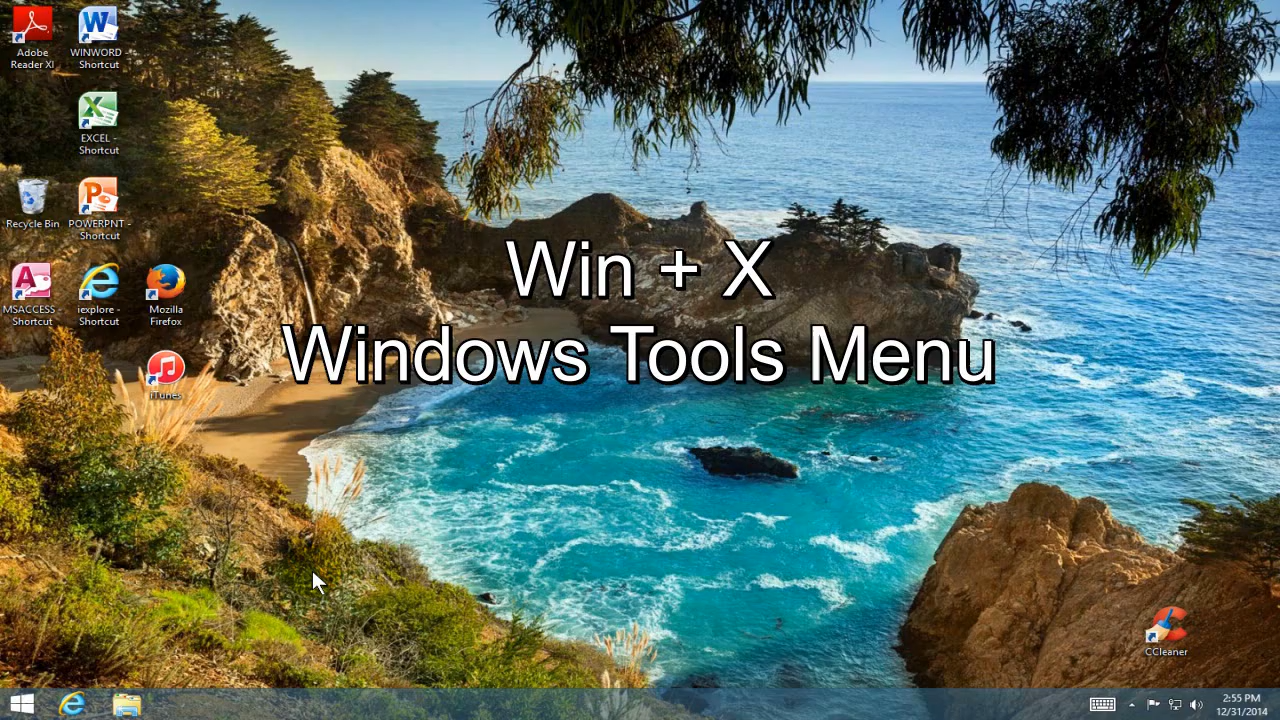 Adobe
Reader XI
WINWORD -
Shortcut
EXCEL -
Shortcut
Recycle Bin
POWERPNT -
Shortcut
MSACCESS -
Shortcut
iexplore -
Shortcut
Mozilla
Firefox
iTunes
Win + X
Windows Tools Menu
CCleaner
2:55 PM
12/31/2014